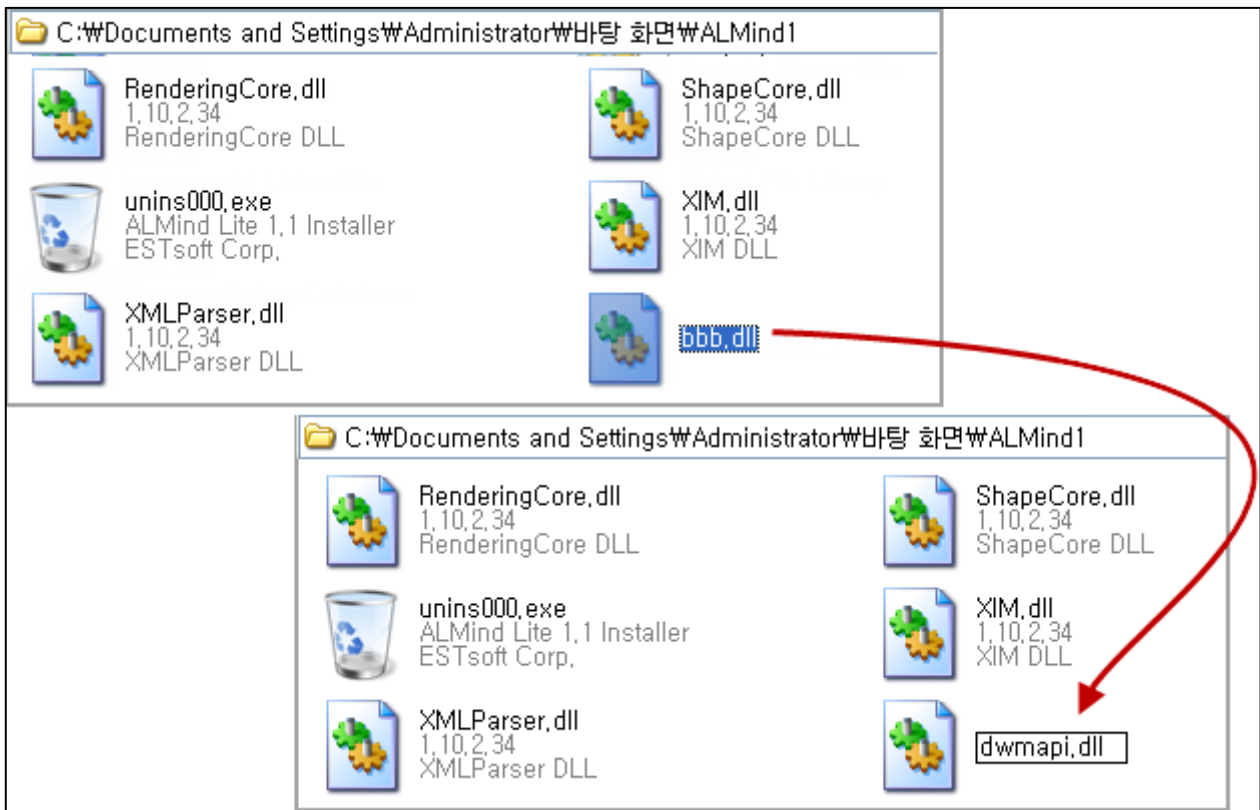 C:₩Documents and Settings₩Administrator₩바탕 화면₩ALMind1
RenderingCore.dll
1.10.2.34
RenderingCore DLL
ShapeCore.dll
1.10.2.34
ShapeCore DLL
unins000.exe
ALMind Lite 1.1 Installer
ESTsoft Corp.
XIM.dll
1.10.2.34
XIM DLL
XMLParser.dll
1.10.2.34
XMLParser DLL
bbb.dll
C:₩Documents and Settings₩Administrator₩바탕 화면₩ALMind1
RenderingCore.dll
1.10.2.34
RenderingCore DLL
ShapeCore.dll
1.10.2.34
ShapeCore DLL
unins000.exe
ALMind Lite 1.1 Installer
ESTsoft Corp.
XIM.dll
1.10.2.34
XIM DLL
XMLParser.dll
1.10.2.34
XMLParser DLL
dwmapi.dll